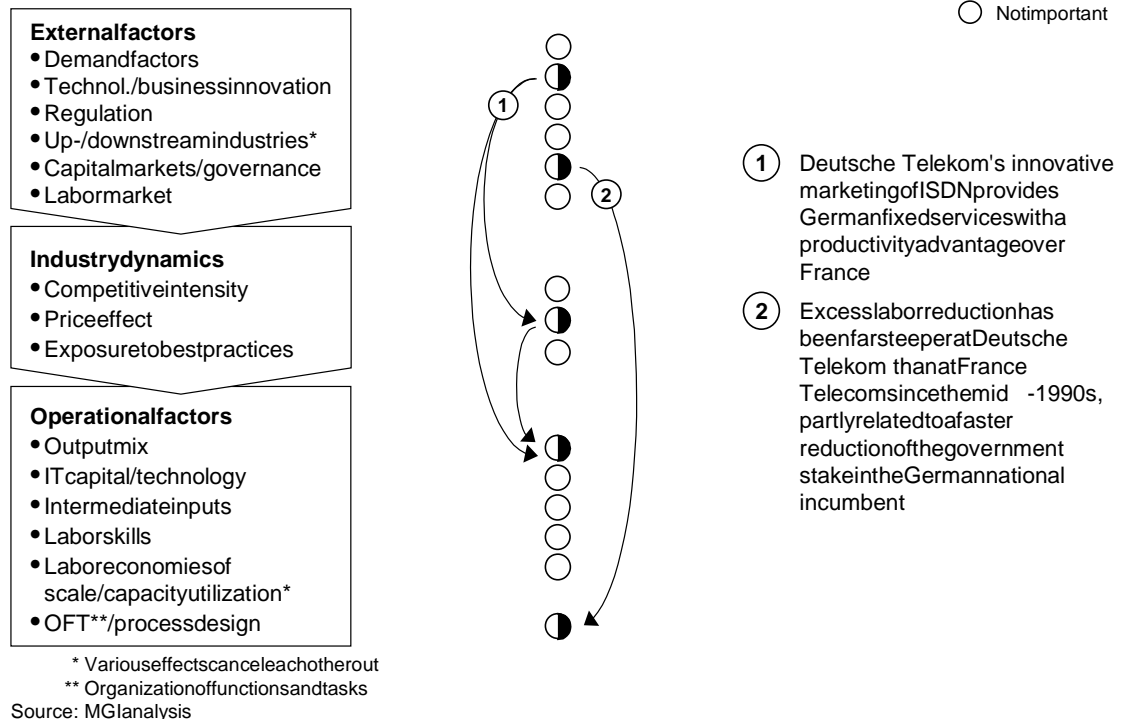 Notimportant
Externalfactors
• Demandfactors
• Technol./businessinnovation
• Regulation
• Up-/downstreamindustries*
• Capitalmarkets/governance
• Labormarket
Industrydynamics
• Competitiveintensity
• Priceeffect
• Exposuretobestpractices
Operationalfactors
• Outputmix
• ITcapital/technology
• Intermediateinputs
• Laborskills
• Laboreconomiesof
scale/capacityutilization*
• OFT**/processdesign
1
2
1 Deutsche Telekom's innovative
marketingofISDNprovides
Germanfixedserviceswitha
productivityadvantageover
France
2 Excesslaborreductionhas
beenfarsteeperatDeutsche
Telekom thanatFrance
Telecomsincethemid -1990s,
partlyrelatedtoafaster
reductionofthegovernment
stakeintheGermannational
incumbent
* Variouseffectscanceleachotherout
** Organizationoffunctionsandtasks
Source: MGIanalysis